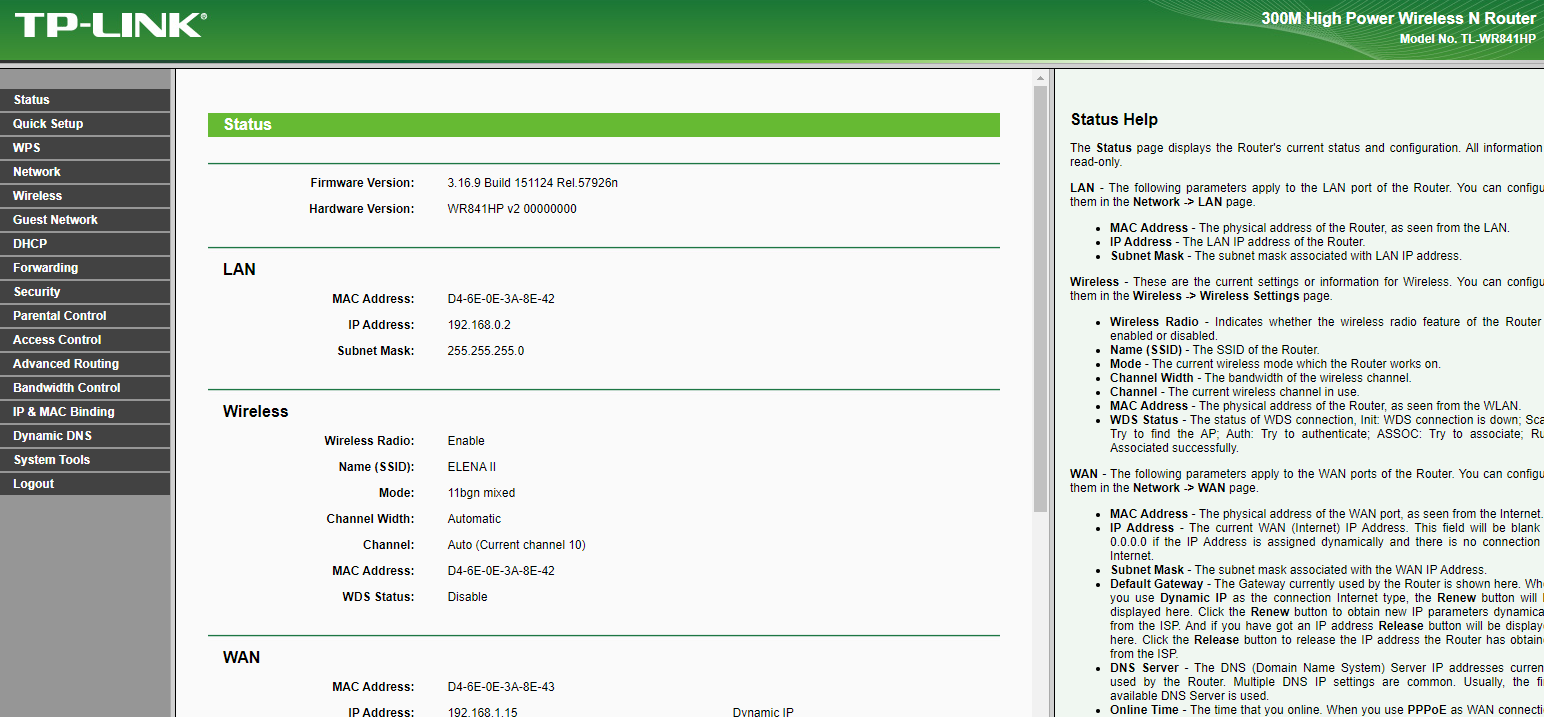 TP-LINK®
300M High Power Wireless N Router
Model No. TL-WR841HP
Status
Quick Setup
WPS
Network
Wireless
Guest Network
DHCP
Forwarding
Security
Parental Control
Access Control
Advanced Routing
Bandwidth Control
IP & MAC Binding
Dynamic DNS
System Tools
Logout
Status
Firmware Version: 3.16.9 Build 151124 Rel.57926n
Hardware Version: WR841HP v2 00000000
LAN
MAC Address: D4-6E-0E-3A-8E-42
IP Address: 192.168.0.2
Subnet Mask: 255.255.255.0
Wireless
Wireless Radio: Enable
Name (SSID): ELENA II
Mode: 11bgn mixed
Channel Width: Automatic
Channel: Auto (Current channel 10)
MAC Address: D4-6E-0E-3A-8E-42
WDS Status: Disable
WAN
MAC Address: D4-6E-0E-3A-8E-43
IP Address: 192.168.1.15 Dynamic IP
Status Help
The Status page displays the Router's current status and configuration. All information
read-only.
LAN - The following parameters apply to the LAN port of the Router. You can configu
them in the Network -> LAN page.
• MAC Address - The physical address of the Router, as seen from the LAN.
• IP Address - The LAN IP address of the Router.
• Subnet Mask - The subnet mask associated with LAN IP address.
Wireless - These are the current settings or information for Wireless. You can configu
them in the Wireless -> Wireless Settings page.
• Wireless Radio - Indicates whether the wireless radio feature of the Router
enabled or disabled.
• Name (SSID) - The SSID of the Router.
• Mode - The current wireless mode which the Router works on.
• Channel Width - The bandwidth of the wireless channel.
• Channel - The current wireless channel in use.
• MAC Address - The physical address of the Router, as seen from the WLAN.
• WDS Status - The status of WDS connection, Init: WDS connection is down; Sca
Try to find the AP; Auth: Try to authenticate; ASSOC: Try to associate; Ru
Associated successfully.
WAN - The following parameters apply to the WAN ports of the Router. You can configu
them in the Network -> WAN page.
• MAC Address - The physical address of the WAN port, as seen from the Internet.
• IP Address - The current WAN (Internet) IP Address. This field will be blank
0.0.0.0 if the IP Address is assigned dynamically and there is no connection
Internet.
• Subnet Mask - The subnet mask associated with the WAN IP Address.
• Default Gateway - The Gateway currently used by the Router is shown here. Whe
you use Dynamic IP as the connection Internet type, the Renew button will
displayed here. Click the Renew button to obtain new IP parameters dynamica
from the ISP. And if you have got an IP address Release button will be displaye
here. Click the Release button to release the IP address the Router has obtain
from the ISP.
• DNS Server - The DNS (Domain Name System) Server IP addresses curren
used by the Router. Multiple DNS IP settings are common. Usually, the fi
available DNS Server is used.
• Online Time - The time that you online. When you use PPPoE as WAN connecti